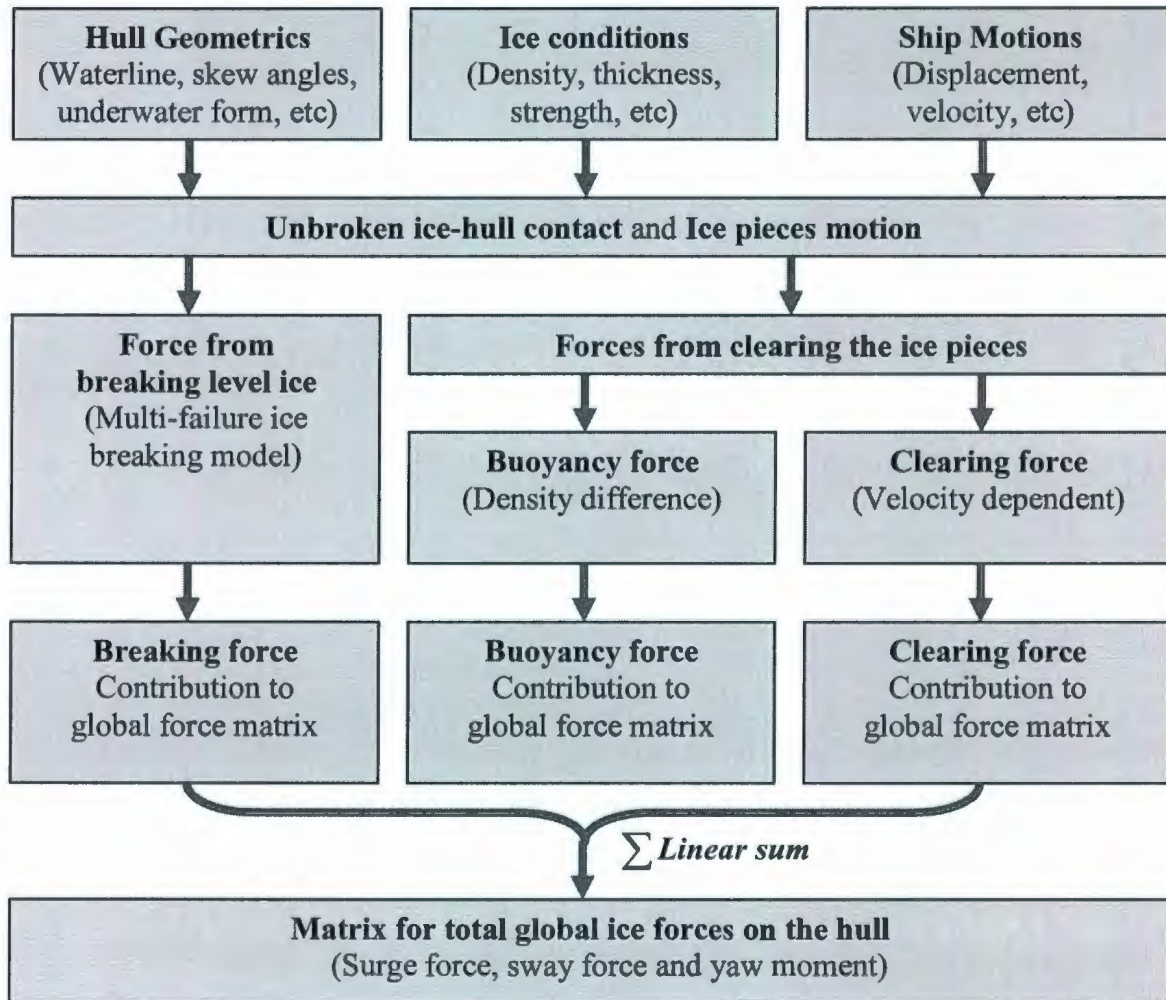 Hull Geometrics
(Waterline, skew angles,
underwater form, etc)
Ice conditions
(Density, thickness,
strength, etc)
Ship Motions
(Displacement,
velocity, etc)
Unbroken ice-hull contact and Ice pieces motion
Force from
breaking level ice
(Multi-failure ice
breaking model)
Forces from clearing the ice pieces
Buoyancy force
(Density difference)
Clearing force
(Velocity dependent)
Breaking force
Contribution to
global force matrix
Buoyancy force
Contribution to
global force matrix
Clearing force
Contribution to
global force matrix
∑ Linear sum
Matrix for total global ice forces on the hull
(Surge force, sway force and yaw moment)